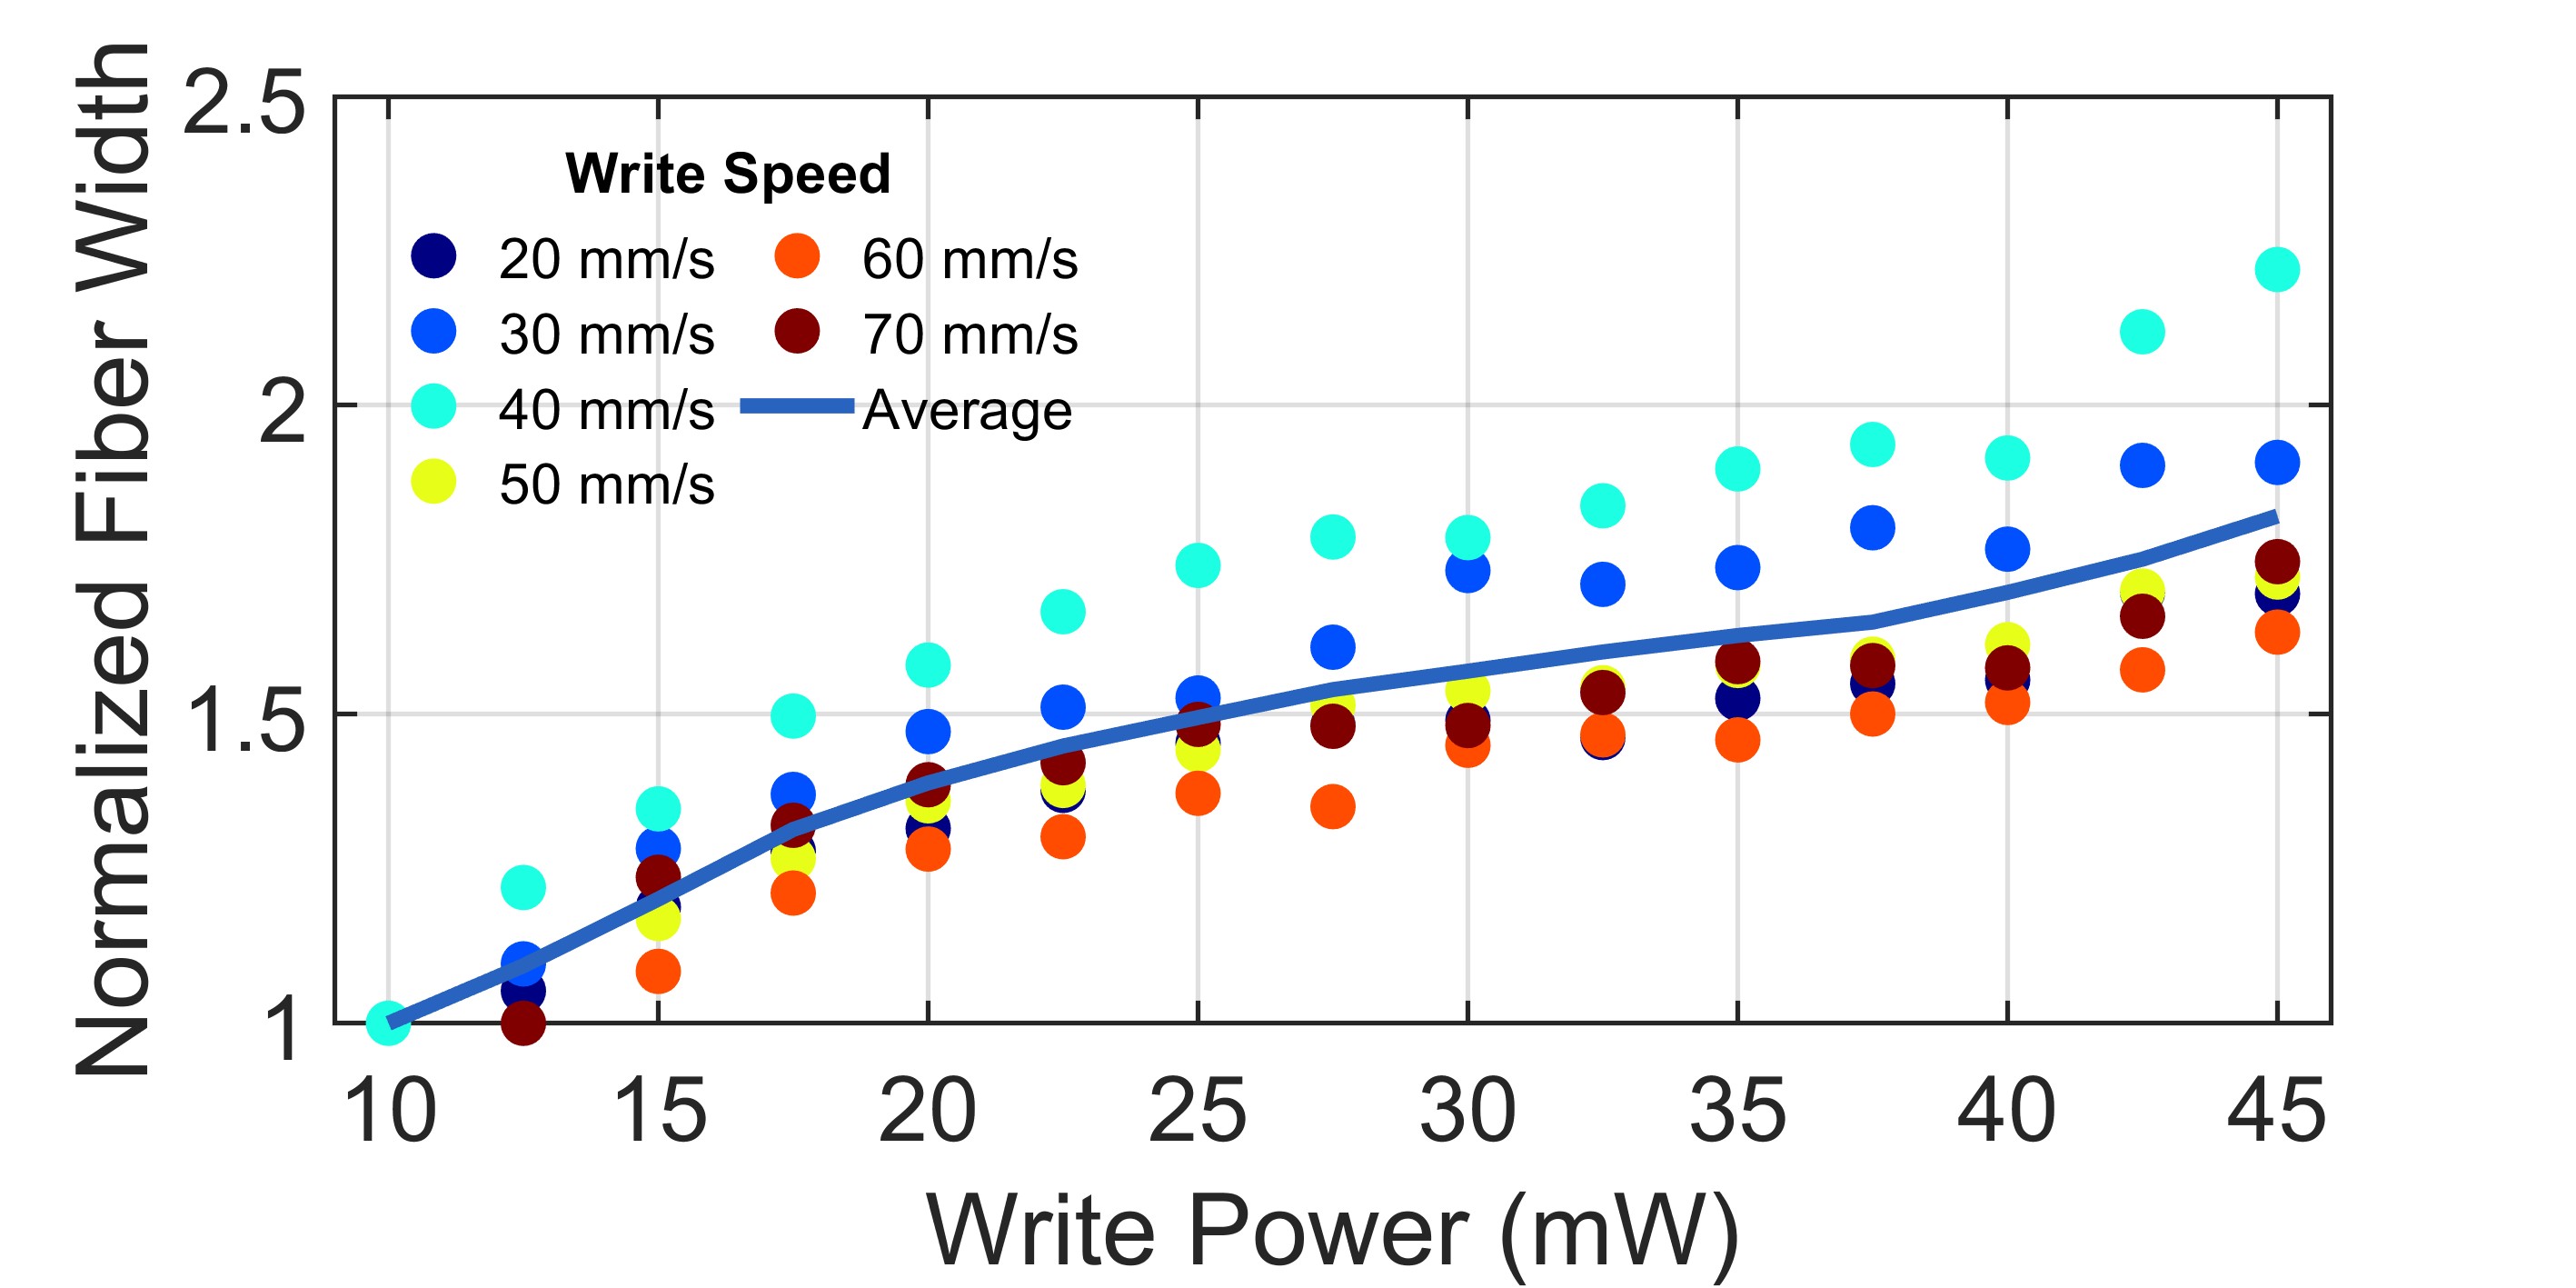 Normalized Fiber Width
2.5
2
1.5
1
Write Speed
20 mm/s
30 mm/s
40 mm/s
50 mm/s
60 mm/s
70 mm/s
Average
10 15 20 25 30 35 40 45
Write Power (mW)